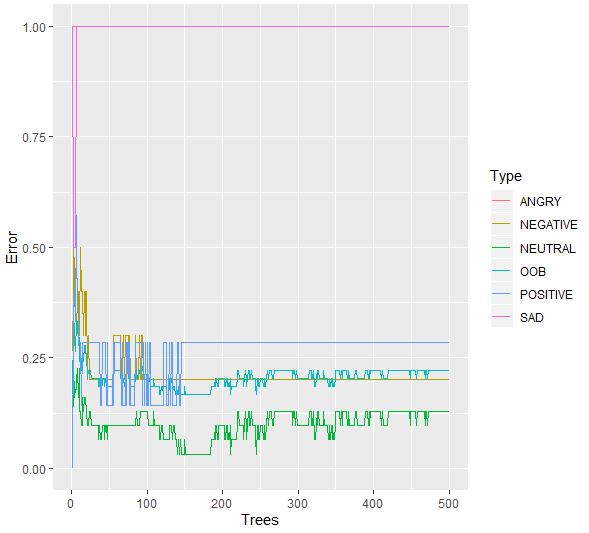 1.00
0.75
0.50
0.25
0.00
Error
0
100
200
300
400
500
Trees
Type
ANGRY
NEGATIVE
NEUTRAL
OOB
POSITIVE
SAD